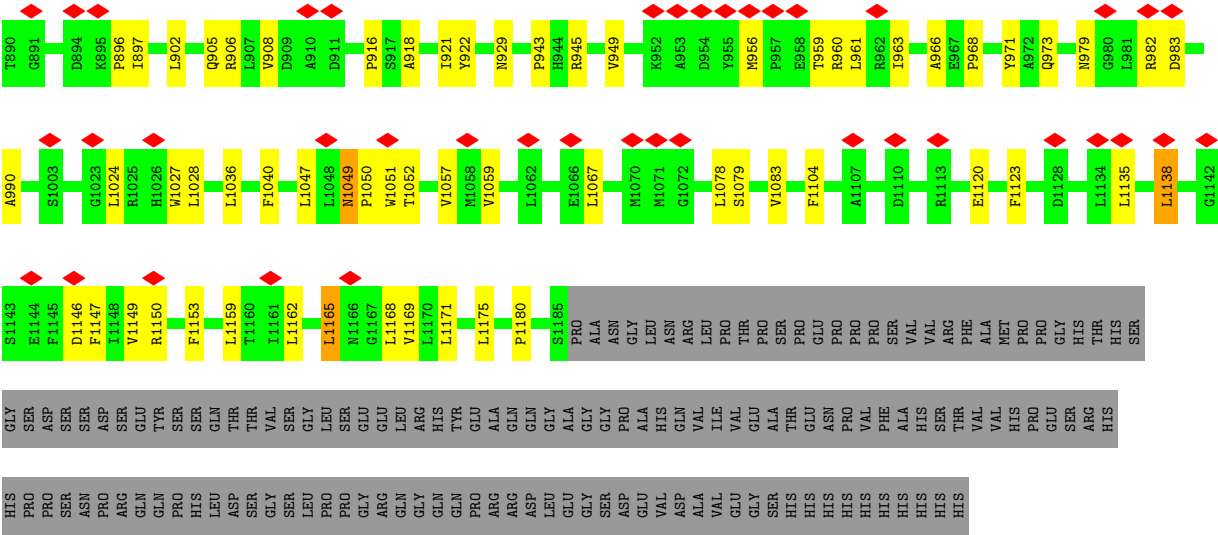 T890 G891 D894 K895 P896 I897 L902 Q905 R906 L907 V908 D909 A910 D911 P916 S917 A918 I921 Y922 N929 P943 H944 R945 V949 K952 A953 D954 Y955 M956 P957 E958 T959 R960 L961 R962 I963 A966 E967 P968 Y971 A972 Q973 N979 G980 L981 R982 D983
A990 S1003 G1023 L1024 R1025 H1026 W1027 L1028 L1036 F1040 L1047 L1048 N1049 P1050 W1051 T1052 V1057 M1058 V1059 L1062 E1066 L1067 M1070 M1071 G1072 L1078 S1079 V1083 F1104 A1107 D1110 R1113 E1120 F1123 D1128 L1134 L1135 L1138 G1142
S1143 E1144 F1145 D1146 F1147 I1148 V1149 R1150 F1153 L1159 T1160 I1161 L1162 L1165 N1166 G1167 L1168 V1169 L1170 L1171 L1175 P1180 S1185 PRO ALA ASN GLY LEU ASN ARG LEU PRO THR PRO SER PRO GLU PRO PRO PRO SER VAL VAL ARG PHE ALA MET PRO PRO GLY HIS THR HIS SER
GLY SER ASP SER SER ASP SER GLU TYR SER SER GLN THR THR VAL SER GLY LEU SER GLU GLU LEU ARG HIS TYR GLU ALA GLN GLN GLY ALA GLY GLY PRO ALA HIS GLN VAL ILE VAL GLU ALA THR GLU ASN PRO VAL PHE ALA HIS SER THR VAL VAL HIS PRO GLU SER ARG HIS
HIS PRO PRO SER ASN PRO ARG GLN GLN PRO HIS LEU ASP SER GLY SER LEU PRO PRO GLY ARG GLN GLY GLN GLN PRO ARG ARG ASP LEU GLU GLY SER ASP GLU VAL ASP ALA VAL GLU GLY SER HIS HIS HIS HIS HIS HIS HIS HIS HIS HIS